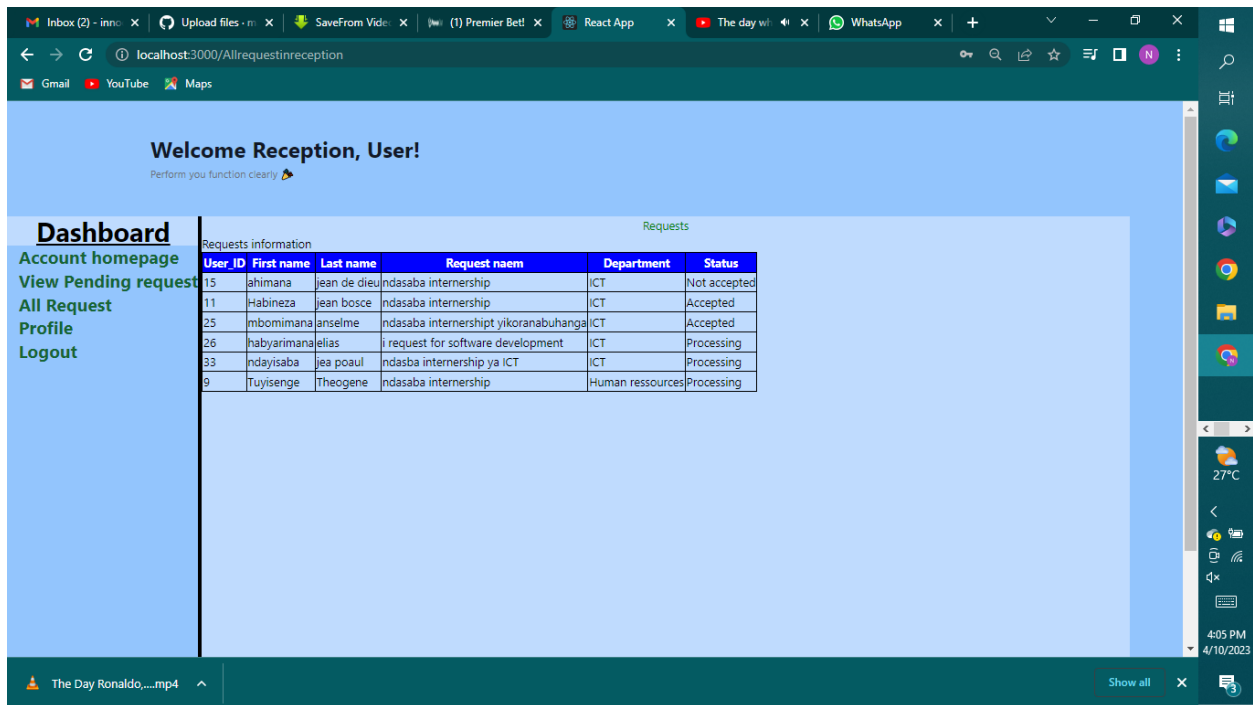 Inbox (2) - inno
Upload files · m
SaveFrom Vide
(1) Premier Bet!
React App
The day wh
WhatsApp
localhost:3000/Allrequestinreception
N
Gmail
YouTube
Maps
Welcome Reception, User!
Perform you function clearly
Dashboard
Account homepage
View Pending request
All Request
Profile
Logout
Requests
Requests information
User_ID First name Last name Request naem Department Status
15 ahimana jean de dieu ndasaba internership ICT Not accepted
11 Habineza jean bosce ndasaba internership ICT Accepted
25 mbomimana anselme ndasaba internershipt yikoranabuhanga ICT Accepted
26 habyarimana elias i request for software development ICT Processing
33 ndayisaba jea poaul ndasba internership ya ICT ICT Processing
9 Tuyisenge Theogene ndasaba internership Human ressources Processing
27°C
4:05 PM
4/10/2023
3
The Day Ronaldo,....mp4
Show all